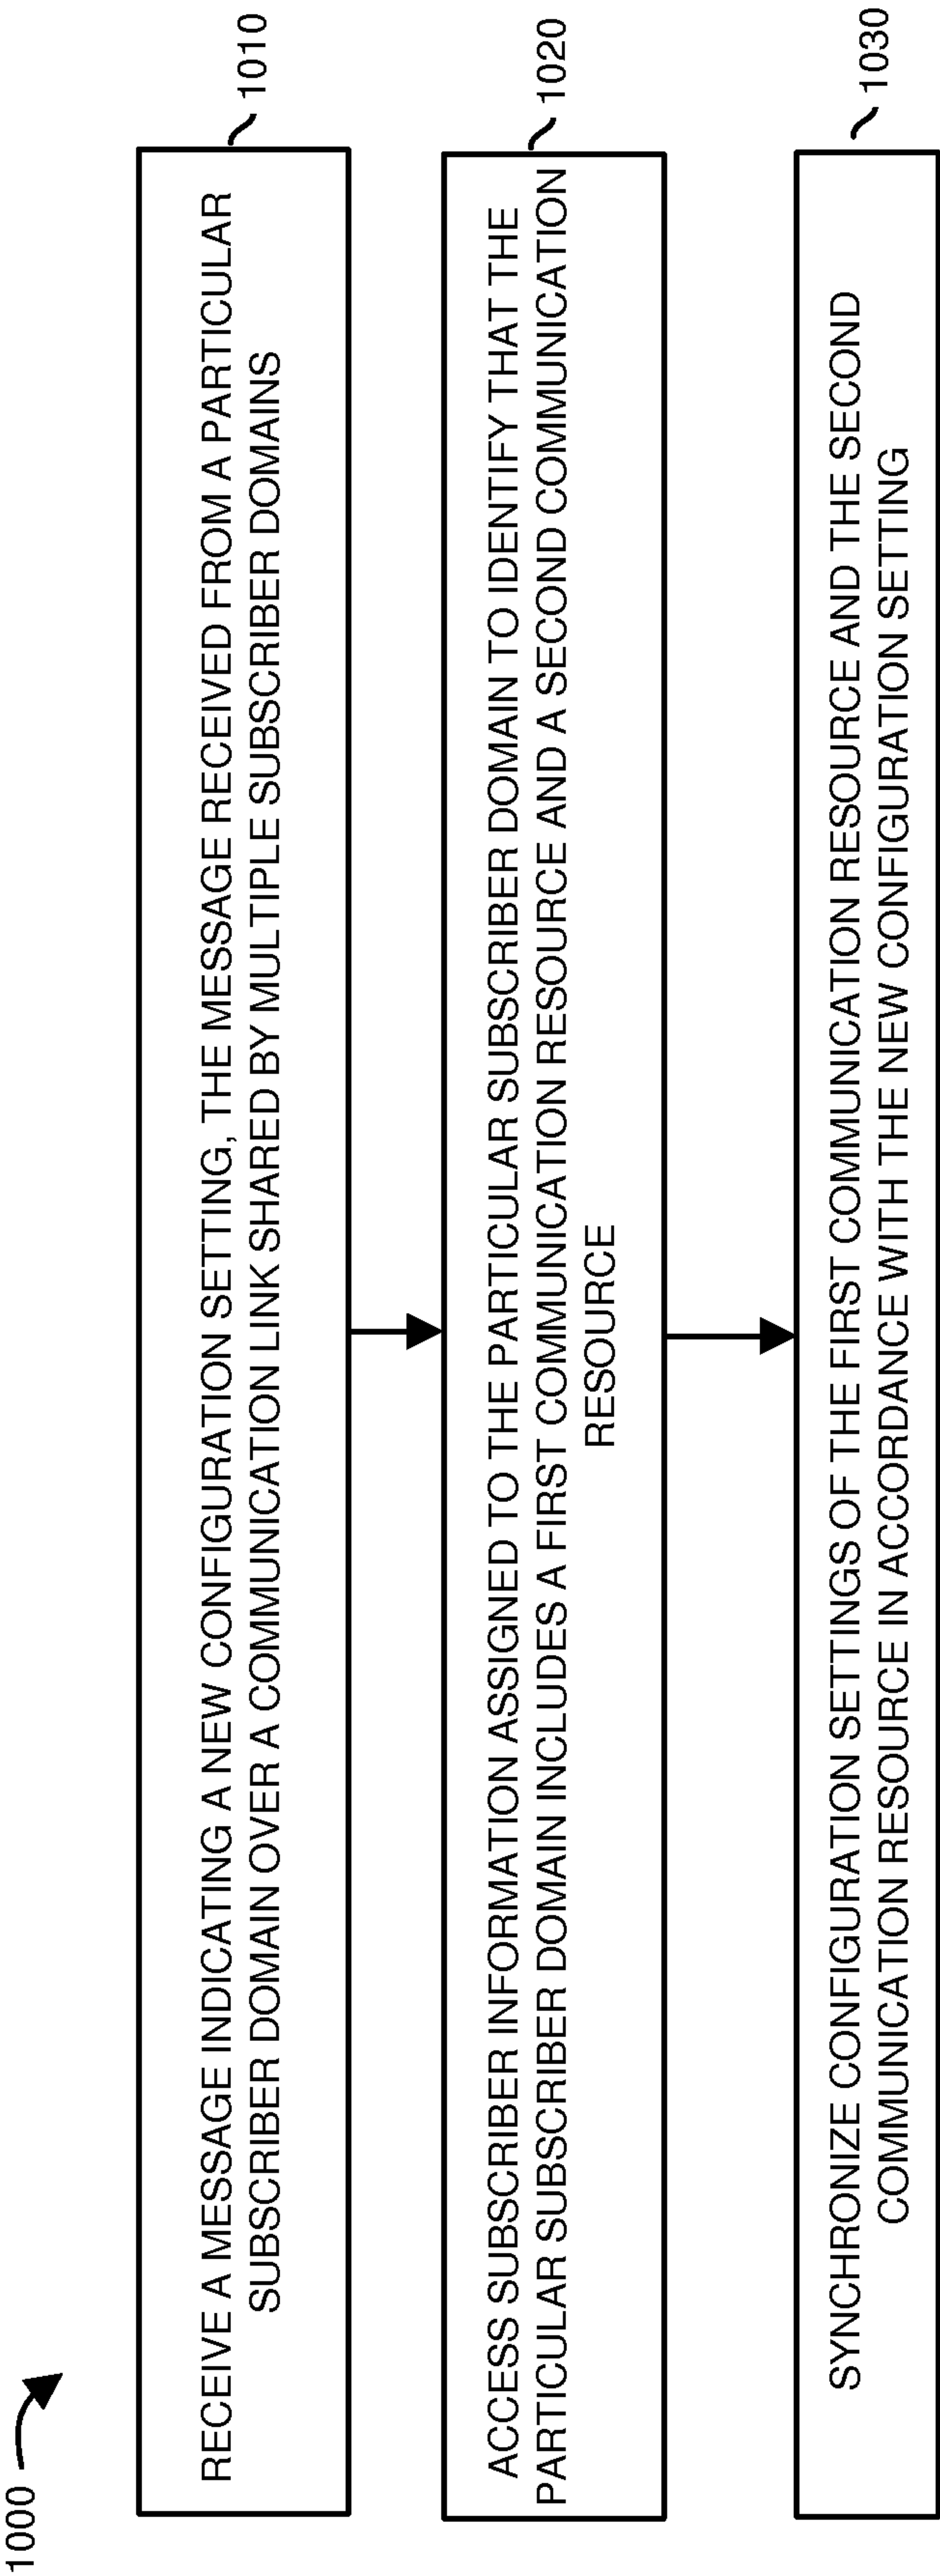 1000
RECEIVE A MESSAGE INDICATING A NEW CONFIGURATION SETTING, THE MESSAGE RECEIVED FROM A PARTICULAR
SUBSCRIBER DOMAIN OVER A COMMUNICATION LINK SHARED BY MULTIPLE SUBSCRIBER DOMAINS
1010
ACCESS SUBSCRIBER INFORMATION ASSIGNED TO THE PARTICULAR SUBSCRIBER DOMAIN TO IDENTIFY THAT THE
PARTICULAR SUBSCRIBER DOMAIN INCLUDES A FIRST COMMUNICATION RESOURCE AND A SECOND COMMUNICATION
RESOURCE
1020
SYNCHRONIZE CONFIGURATION SETTINGS OF THE FIRST COMMUNICATION RESOURCE AND THE SECOND
COMMUNICATION RESOURCE IN ACCORDANCE WITH THE NEW CONFIGURATION SETTING
1030